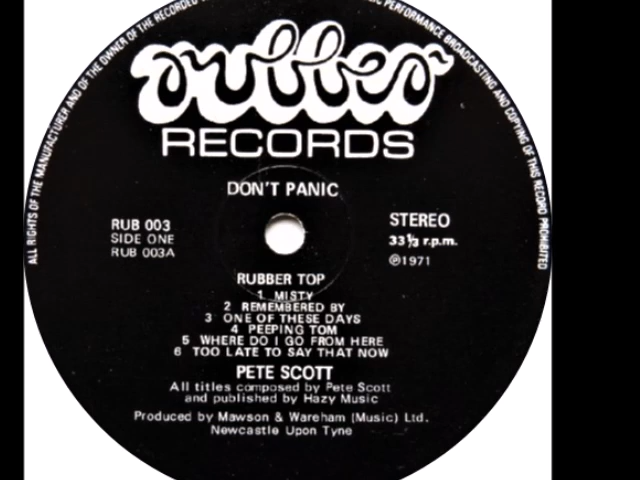 ALL RIGHTS OF THE MANUFACTURER AND OF THE OWNER OF THE RECORDED
PERFORMANCE BROADCASTING AND COPYING OF THIS RECORD PROHIBITED
rubber
RECORDS
DON'T PANIC
RUB 003
SIDE ONE
RUB 003A
STEREO
33⅓ r.p.m.
℗1971
RUBBER TOP
1 MISTY
2 REMEMBERED BY
3 ONE OF THESE DAYS
4 PEEPING TOM
5 WHERE DO I GO FROM HERE
6 TOO LATE TO SAY THAT NOW
PETE SCOTT
All titles composed by Pete Scott
and published by Hazy Music
Produced by Mawson & Wareham (Music) Ltd.
Newcastle Upon Tyne